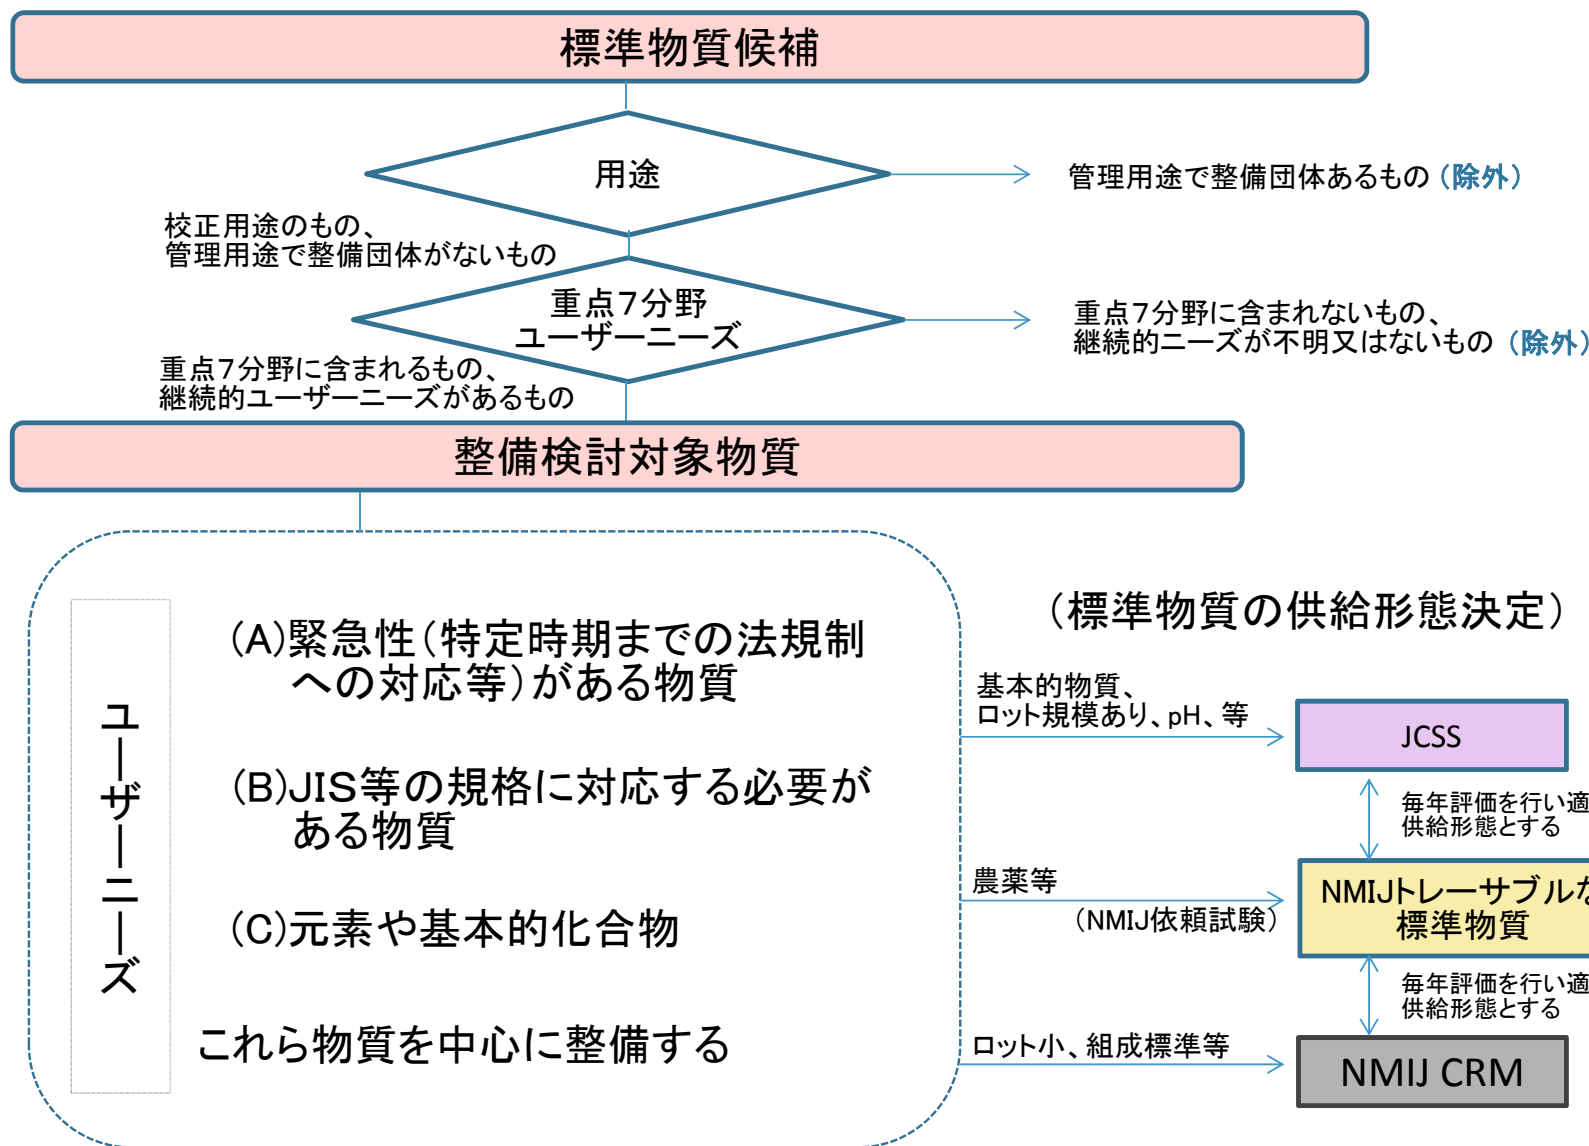 標準物質候補
用途
管理用途で整備団体あるもの（除外）
校正用途のもの、
管理用途で整備団体がないもの
重点７分野
ユーザーニーズ
重点７分野に含まれないもの、
継続的ニーズが不明又はないもの（除外）
重点７分野に含まれるもの、
継続的ユーザーニーズがあるもの
整備検討対象物質
ユーザーニーズ
(A)緊急性（特定時期までの法規制
への対応等）がある物質
(B)JIS等の規格に対応する必要が
ある物質
(C)元素や基本的化合物
これら物質を中心に整備する
（標準物質の供給形態決定）
基本的物質、
ロット規模あり、pH、等
JCSS
毎年評価を行い適
供給形態とする
農薬等
（NMIJ依頼試験）
NMIJトレーサブルな
標準物質
毎年評価を行い適
供給形態とする
ロット小、組成標準等
NMIJ CRM